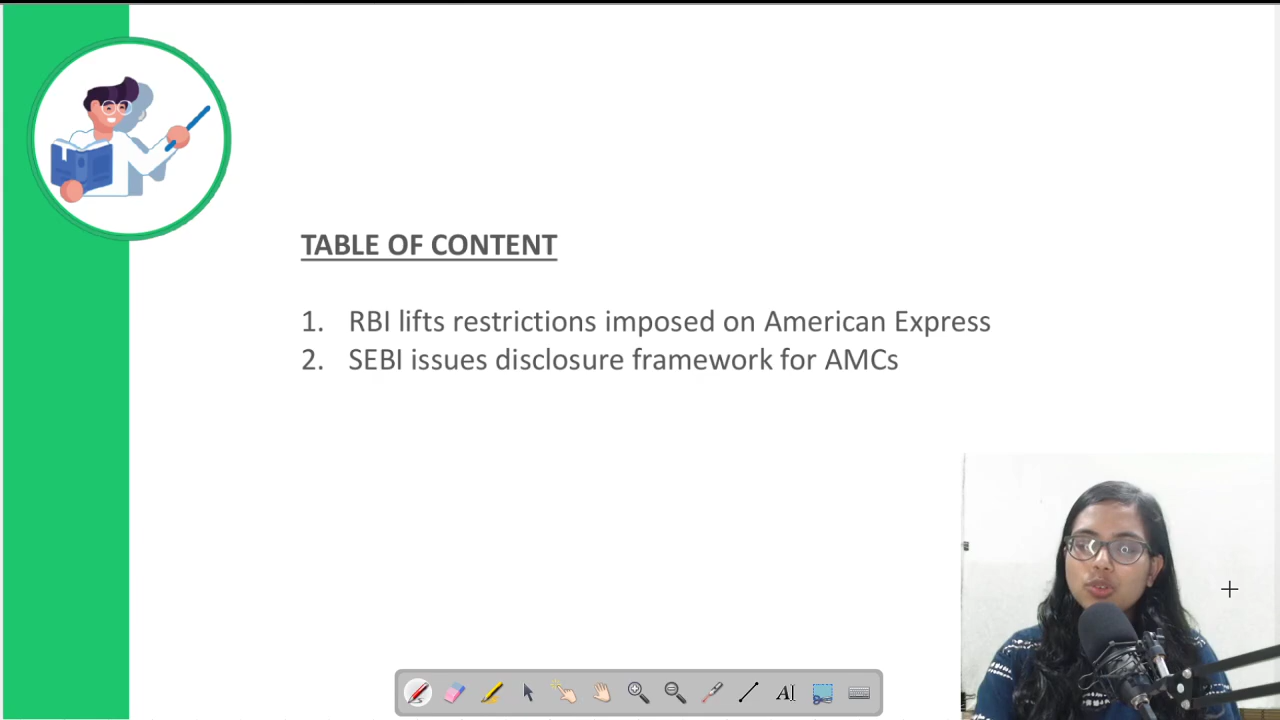 TABLE OF CONTENT
1. RBI lifts restrictions imposed on American Express
2. SEBI issues disclosure framework for AMCs
A